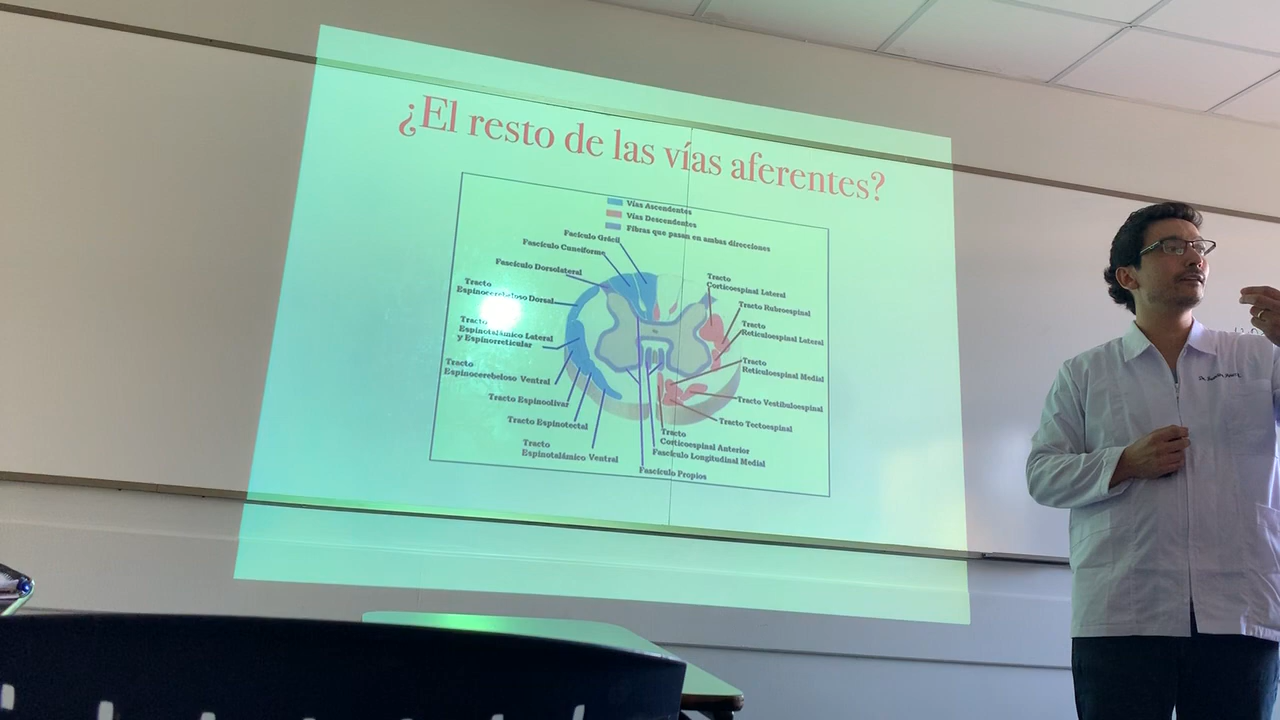 ¿El resto de las vías aferentes?
Vías Ascendentes
Vías Descendentes
Fibras que pasan en ambas direcciones
Facículo Grácil
Fascículo Cuneiforme
Fascículo Dorsolateral
Tracto
Espinocerebeloso Dorsal
Tracto
Espinotalámico Lateral
y Espinorreticular
Tracto
Espinocerebeloso Ventral
Tracto Espinoolivar
Tracto Espinotectal
Tracto
Espinotalámico Ventral
Tracto
Corticoespinal Lateral
Tracto Rubroespinal
Tracto
Reticuloespinal Lateral
Tracto
Reticuloespinal Medial
Tracto Vestibuloespinal
Tracto Tectoespinal
Tracto
Corticoespinal Anterior
Fascículo Longitudinal Medial
Fascículo Propios
Dr.